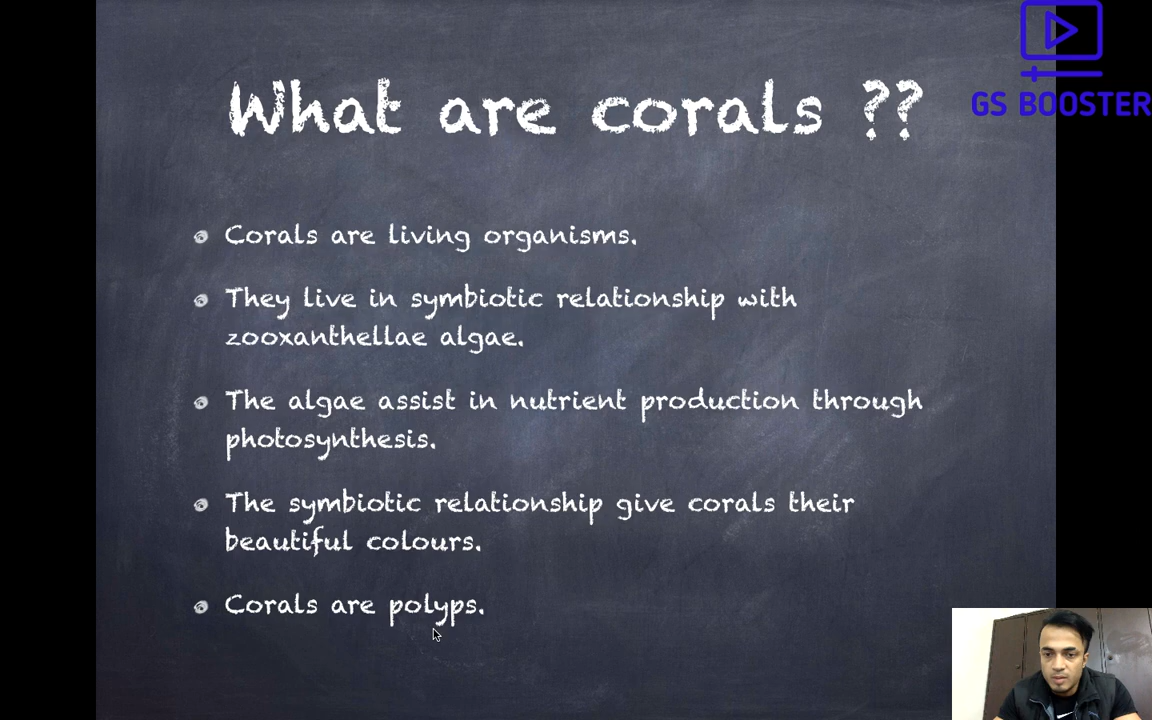 What are corals ??
GS BOOSTER
Corals are living organisms.
They live in symbiotic relationship with
zooxanthellae algae.
The algae assist in nutrient production through
photosynthesis.
The symbiotic relationship give corals their
beautiful colours.
Corals are polyps.